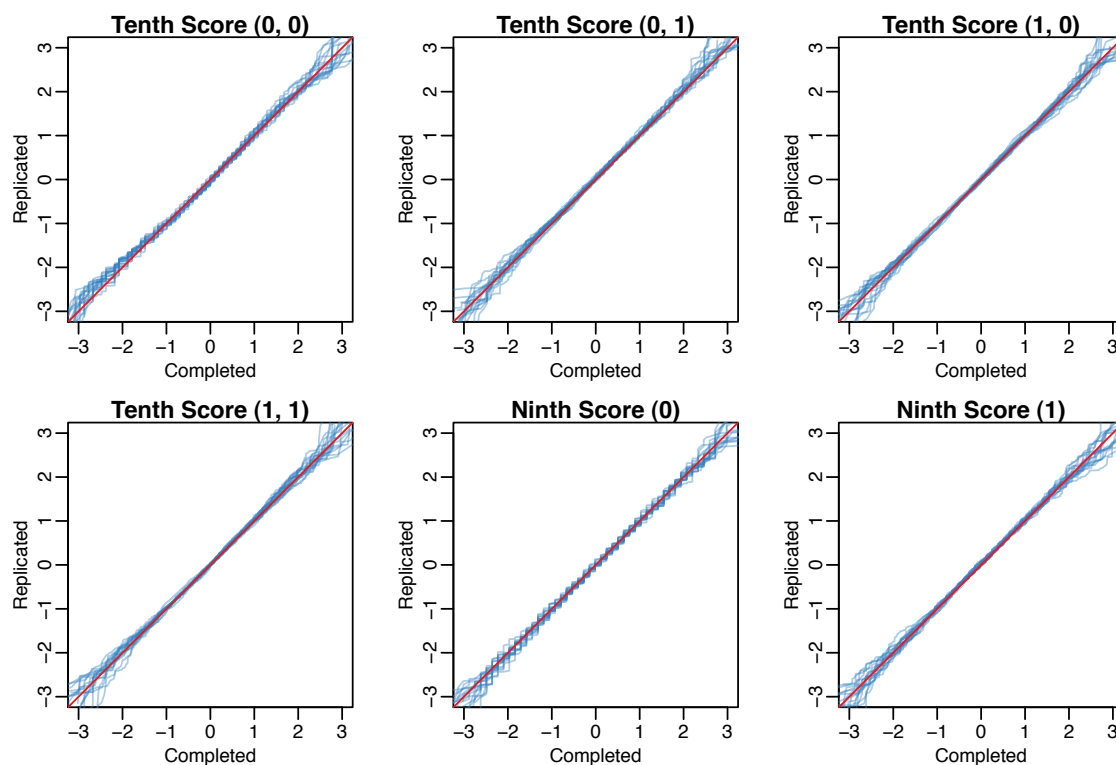 Tenth Score (0, 0)
Replicated
3
2
1
0
−1
−2
−3
−3 −2 −1 0 1 2 3
Completed
Tenth Score (0, 1)
Replicated
3
2
1
0
−1
−2
−3
−3 −2 −1 0 1 2 3
Completed
Tenth Score (1, 0)
Replicated
3
2
1
0
−1
−2
−3
−3 −2 −1 0 1 2 3
Completed
Tenth Score (1, 1)
Replicated
3
2
1
0
−1
−2
−3
−3 −2 −1 0 1 2 3
Completed
Ninth Score (0)
Replicated
3
2
1
0
−1
−2
−3
−3 −2 −1 0 1 2 3
Completed
Ninth Score (1)
Replicated
3
2
1
0
−1
−2
−3
−3 −2 −1 0 1 2 3
Completed